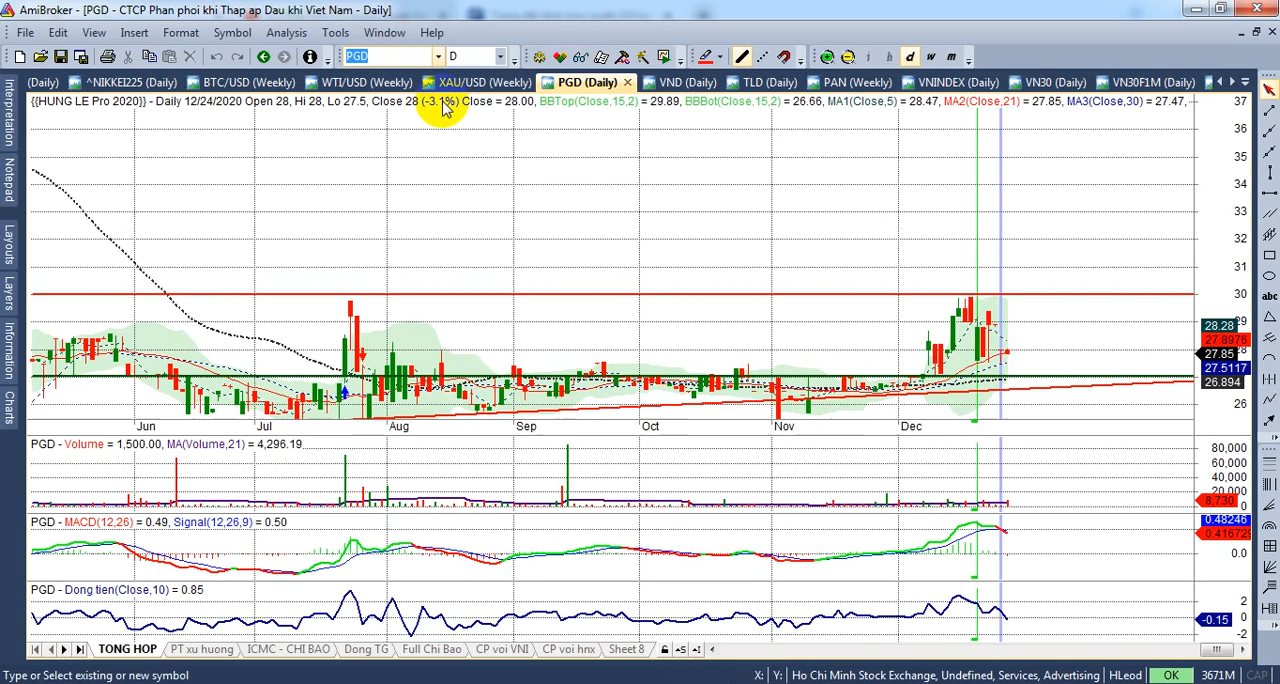 AmiBroker - [PGD - CTCP Phan phoi khi Thap ap Dau khi Viet Nam - Daily]
File Edit View Insert Format Symbol Analysis Tools Window Help
PGD D i h d w m
(Daily) ^NIKKEI225 (Daily) BTC/USD (Weekly) WTI/USD (Daily) XAU/USD (Weekly) PGD (Daily) VND (Daily) TLD (Daily) PAN (Weekly) VNINDEX (Daily) VN30 (Daily) VN30F1M (Daily)
{{HUNG LE Pro 2020}} - Daily 12/24/2020 Open 28, Hi 28, Lo 27.5, Close 28 (-3.1%) Close = 28.00, BBTop(Close,15,2) = 29.89, BBBot(Close,15,2) = 26.66, MA1(Close,5) = 28.47, MA2(Close,21) = 27.85, MA3(Close,30) = 27.47,
37
36
35
34
33
32
31
30
29
28.28
27.8976
28
27.85
27.5117
26.894
26
Jun Jul Aug Sep Oct Nov Dec
PGD - Volume = 1,500.00, MA(Volume,21) = 4,296.19
80,000
60,000
40,000
8,730
0
PGD - MACD(12,26) = 0.49, Signal(12,26,9) = 0.50
0.48246
0.416729
0.0
PGD - Dong tien(Close,10) = 0.85
2
-0.15
-2
TONG HOP PT xu huong ICMC - CHI BAO Dong TG Full Chi Bao CP voi VNI CP voi hnx Sheet 8
Type or Select existing or new symbol X: Y: Ho Chi Minh Stock Exchange, Undefined, Services, Advertising HLeod OK 3671M CAP
Interpretation
Notepad
Layouts
Layers
Information
Charts
abc